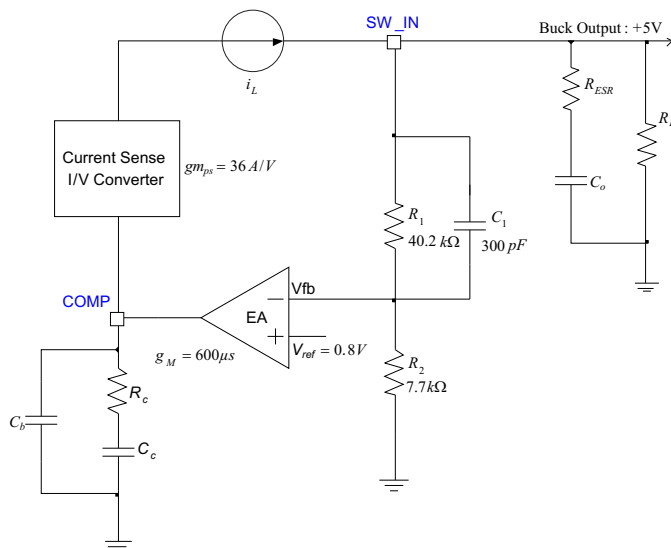 SW_IN
Buck Output : +5V
i_L
R_ESR
R_L
Current Sense
I/V Converter
gm_ps = 36 A/V
C_o
R_1
40.2 kΩ
C_1
300 pF
COMP
Vfb
EA
g_M = 600μs
V_ref = 0.8V
R_2
7.7kΩ
R_c
C_b
C_c